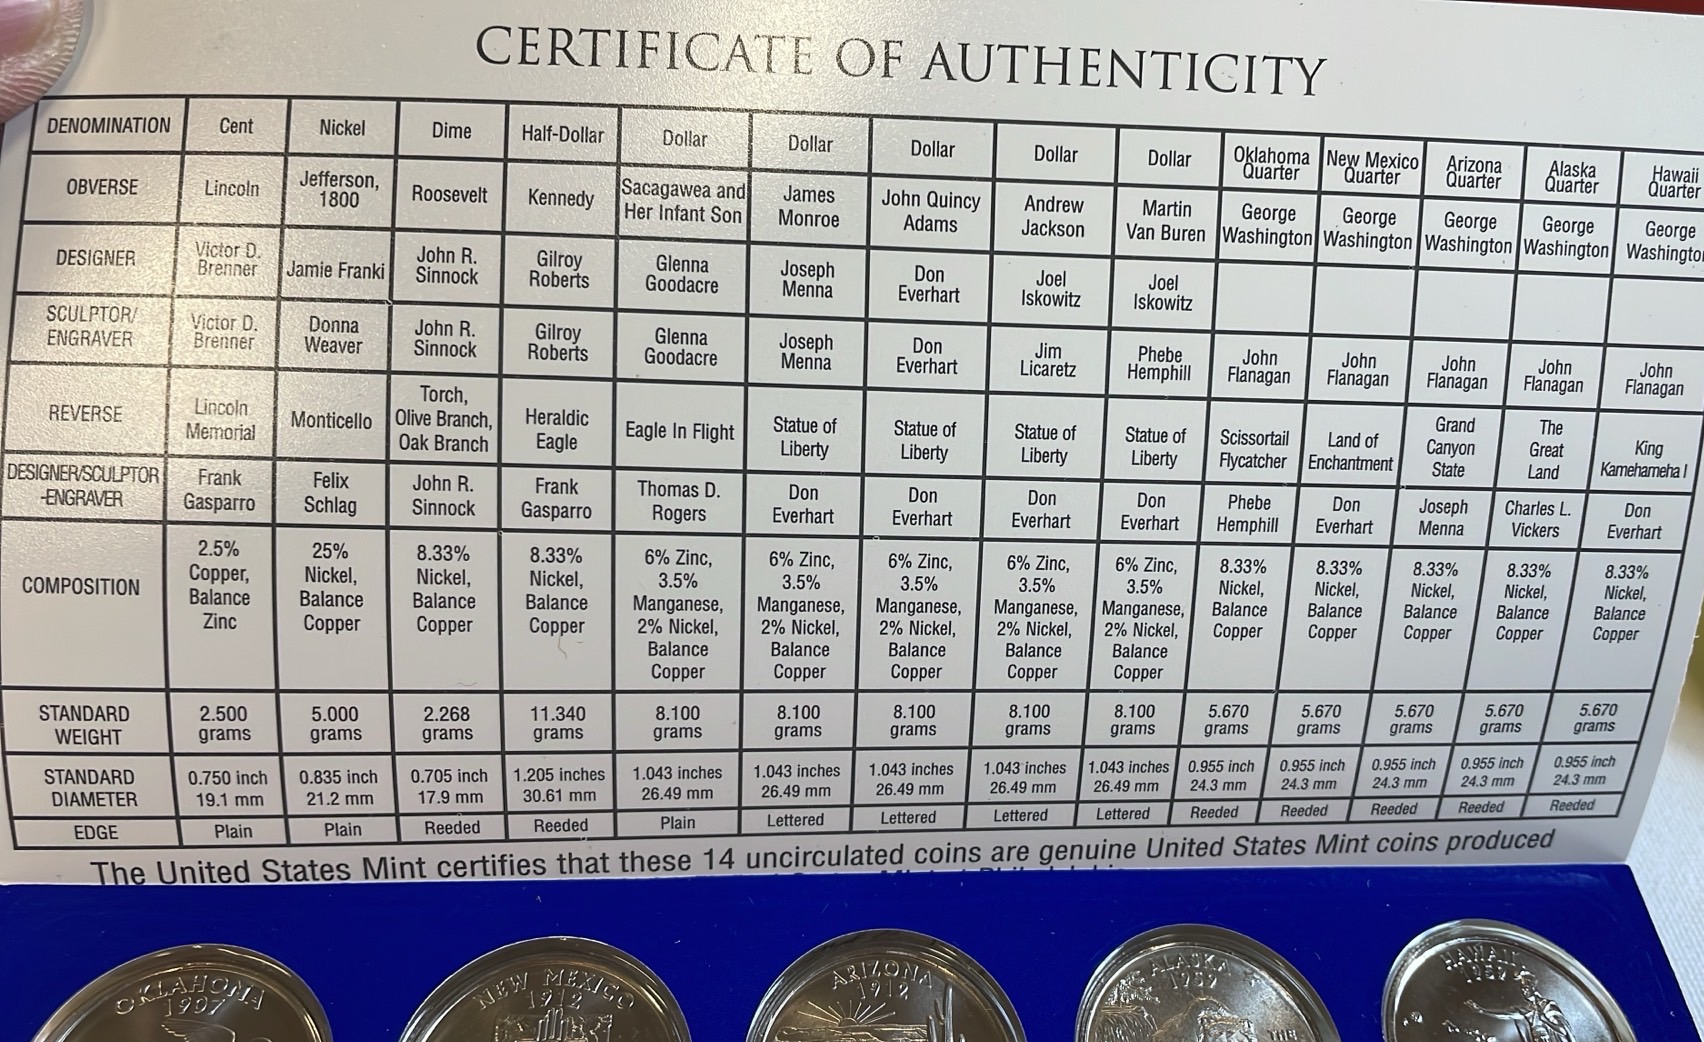 CERTIFICATE OF AUTHENTICITY
DENOMINATION Cent Nickel Dime Half-Dollar Dollar Dollar Dollar Dollar Dollar Oklahoma Quarter New Mexico Quarter Arizona Quarter Alaska Quarter Hawaii Quarter
OBVERSE Lincoln Jefferson, 1800 Roosevelt Kennedy Sacagawea and Her Infant Son James Monroe John Quincy Adams Andrew Jackson Martin Van Buren George Washington George Washington George Washington George Washington George Washington
DESIGNER Victor D. Brenner Jamie Franki John R. Sinnock Gilroy Roberts Glenna Goodacre Joseph Menna Don Everhart Joel Iskowitz Joel Iskowitz
SCULPTOR/ENGRAVER Victor D. Brenner Donna Weaver John R. Sinnock Gilroy Roberts Glenna Goodacre Joseph Menna Don Everhart Jim Licaretz Phebe Hemphill John Flanagan John Flanagan John Flanagan John Flanagan John Flanagan
REVERSE Lincoln Memorial Monticello Torch, Olive Branch, Oak Branch Heraldic Eagle Eagle In Flight Statue of Liberty Statue of Liberty Statue of Liberty Statue of Liberty Scissortail Flycatcher Land of Enchantment Grand Canyon State The Great Land King Kamehameha I
DESIGNER/SCULPTOR-ENGRAVER Frank Gasparro Felix Schlag John R. Sinnock Frank Gasparro Thomas D. Rogers Don Everhart Don Everhart Don Everhart Don Everhart Phebe Hemphill Don Everhart Joseph Menna Charles L. Vickers Don Everhart
COMPOSITION 2.5% Copper, Balance Zinc 25% Nickel, Balance Copper 8.33% Nickel, Balance Copper 8.33% Nickel, Balance Copper 6% Zinc, 3.5% Manganese, 2% Nickel, Balance Copper 6% Zinc, 3.5% Manganese, 2% Nickel, Balance Copper 6% Zinc, 3.5% Manganese, 2% Nickel, Balance Copper 6% Zinc, 3.5% Manganese, 2% Nickel, Balance Copper 6% Zinc, 3.5% Manganese, 2% Nickel, Balance Copper 8.33% Nickel, Balance Copper 8.33% Nickel, Balance Copper 8.33% Nickel, Balance Copper 8.33% Nickel, Balance Copper 8.33% Nickel, Balance Copper
STANDARD WEIGHT 2.500 grams 5.000 grams 2.268 grams 11.340 grams 8.100 grams 8.100 grams 8.100 grams 8.100 grams 8.100 grams 5.670 grams 5.670 grams 5.670 grams 5.670 grams 5.670 grams
STANDARD DIAMETER 0.750 inch 19.1 mm 0.835 inch 21.2 mm 0.705 inch 17.9 mm 1.205 inches 30.61 mm 1.043 inches 26.49 mm 1.043 inches 26.49 mm 1.043 inches 26.49 mm 1.043 inches 26.49 mm 1.043 inches 26.49 mm 0.955 inch 24.3 mm 0.955 inch 24.3 mm 0.955 inch 24.3 mm 0.955 inch 24.3 mm 0.955 inch 24.3 mm
EDGE Plain Plain Reeded Reeded Plain Lettered Lettered Lettered Lettered Reeded Reeded Reeded Reeded Reeded
The United States Mint certifies that these 14 uncirculated coins are genuine United States Mint coins produced
OKLAHOMA
1907
NEW MEXICO
1912
ARIZONA
1912
ALASKA
1959
THE
HAWAII
1959